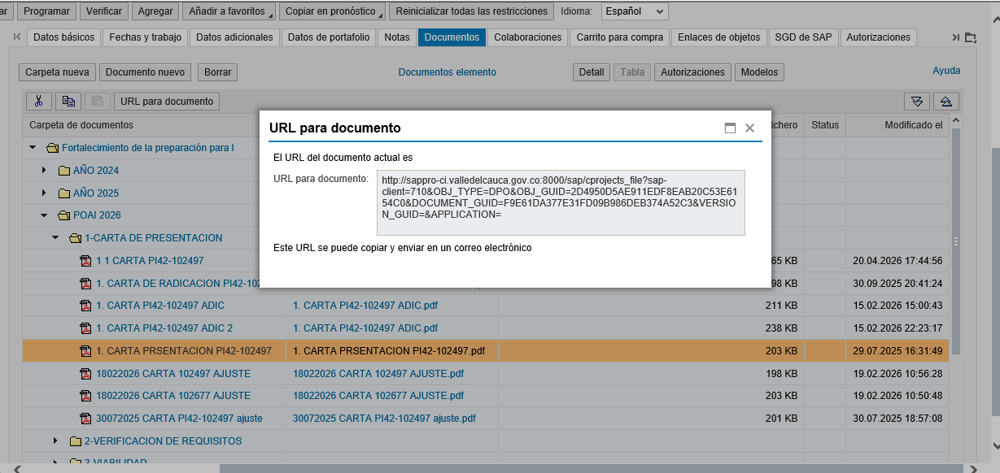 ar Programar Verificar Agregar Añadir a favoritos Copiar en pronóstico Reinicializar todas las restricciones Idioma: Español
Datos básicos Fechas y trabajo Datos adicionales Datos de portafolio Notas Documentos Colaboraciones Carrito para compra Enlaces de objetos SGD de SAP Autorizaciones
Carpeta nueva Documento nuevo Borrar Documentos elemento Detall Tabla Autorizaciones Modelos Ayuda
URL para documento
Carpeta de documentos ichero Status Modificado el
URL para documento
El URL del documento actual es
URL para documento:
http://sappro-ci.valledelcauca.gov.co:8000/sap/cprojects_file?sap-
client=710&OBJ_TYPE=DPO&OBJ_GUID=2D4950D5AE911EDF8EAB20C53E61
54C0&DOCUMENT_GUID=F9E61DA377E31FD09B986DEB374A52C3&VERSIO
N_GUID=&APPLICATION=
Este URL se puede copiar y enviar en un correo electrónico
Fortalecimiento de la preparación para l
AÑO 2024
AÑO 2025
POAI 2026
1-CARTA DE PRESENTACION
1 1 CARTA PI42-102497 65 KB 20.04.2026 17:44:56
1. CARTA DE RADICACION PI42-102 98 KB 30.09.2025 20:41:24
1. CARTA PI42-102497 ADIC 1. CARTA PI42-102497 ADIC.pdf 211 KB 15.02.2026 15:00:43
1. CARTA PI42-102497 ADIC 2 1. CARTA PI42-102497 ADIC.pdf 238 KB 15.02.2026 22:23:17
1. CARTA PRSENTACION PI42-102497 1. CARTA PRSENTACION PI42-102497.pdf 203 KB 29.07.2025 16:31:49
18022026 CARTA 102497 AJUSTE 18022026 CARTA 102497 AJUSTE.pdf 198 KB 19.02.2026 10:56:28
18022026 CARTA 102677 AJUSTE 18022026 CARTA 102677 AJUSTE.pdf 203 KB 19.02.2026 10:50:48
30072025 CARTA PI42-102497 ajuste 30072025 CARTA PI42-102497 ajuste.pdf 201 KB 30.07.2025 18:57:08
2-VERIFICACION DE REQUISITOS
3-VIABILIDAD